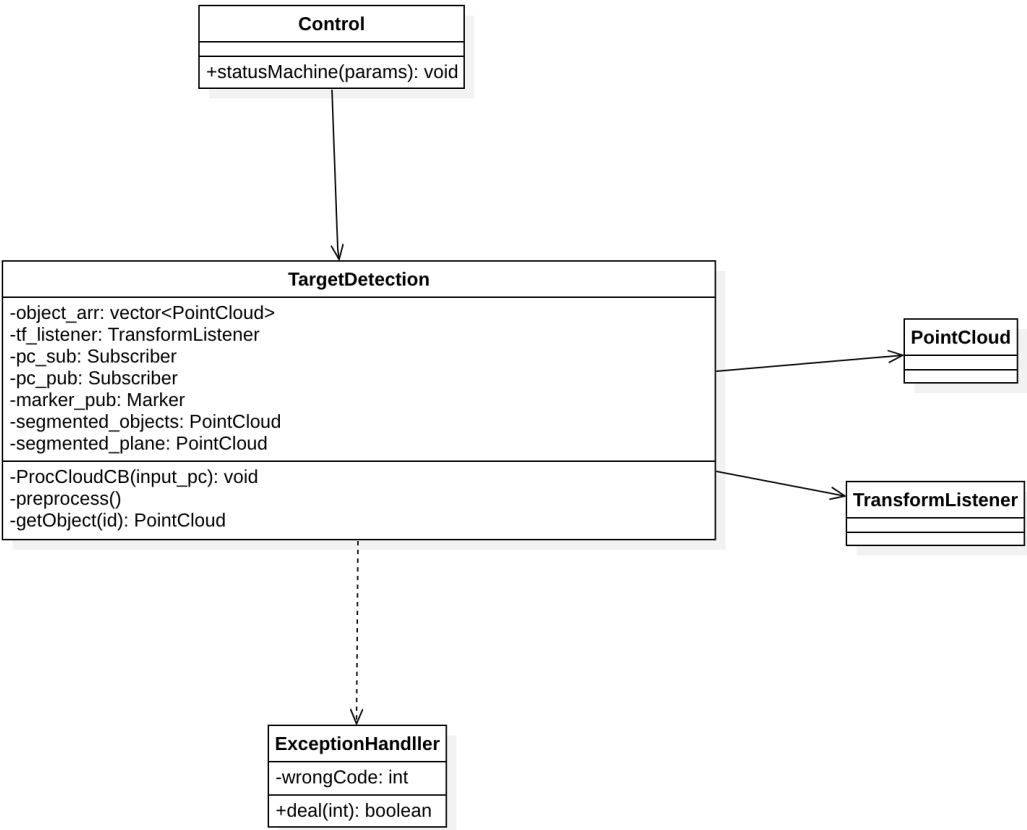 Control
+statusMachine(params): void
TargetDetection
-object_arr: vector<PointCloud>
-tf_listener: TransformListener
-pc_sub: Subscriber
-pc_pub: Subscriber
-marker_pub: Marker
-segmented_objects: PointCloud
-segmented_plane: PointCloud
-ProcCloudCB(input_pc): void
-preprocess()
-getObject(id): PointCloud
PointCloud
TransformListener
ExceptionHandller
-wrongCode: int
+deal(int): boolean